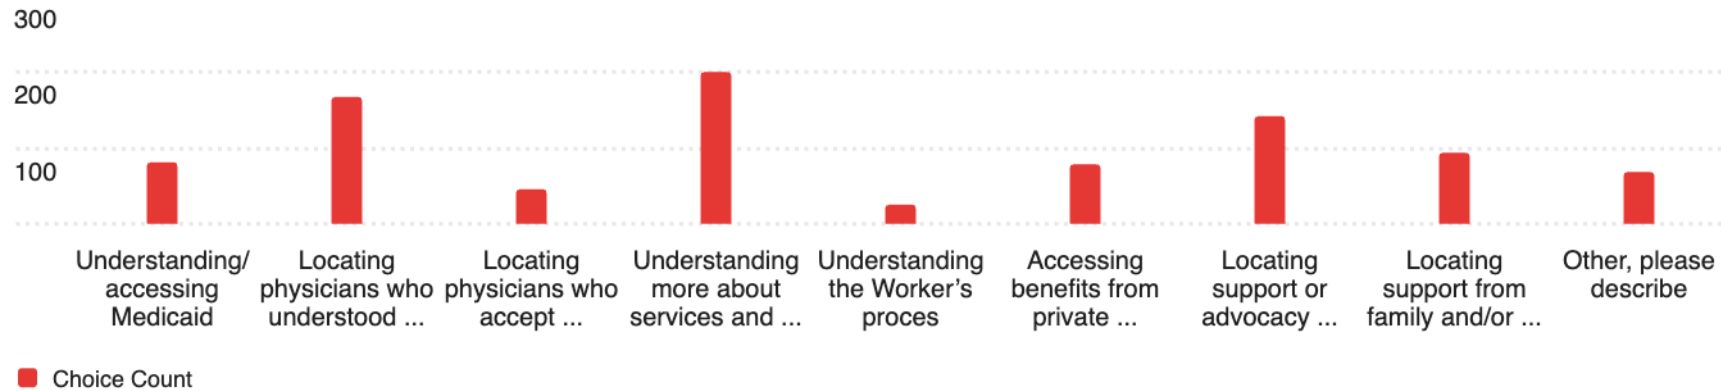 300
200
100
Understanding/
accessing
Medicaid
Locating
physicians who
understood ...
Locating
physicians who
accept ...
Understanding
more about
services and ...
Understanding
the Worker’s
proces
Accessing
benefits from
private ...
Locating
support or
advocacy ...
Locating
support from
family and/or ...
Other, please
describe
Choice Count